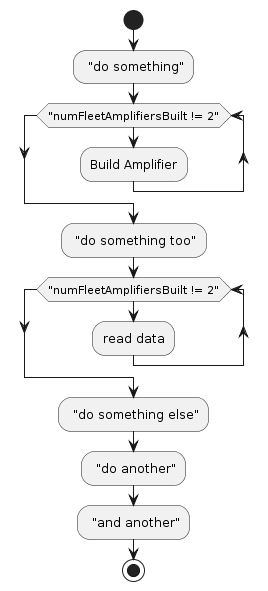 "do something"
"numFleetAmplifiersBuilt != 2"
Build Amplifier
"do something too"
"numFleetAmplifiersBuilt != 2"
read data
"do something else"
"do another"
"and another"